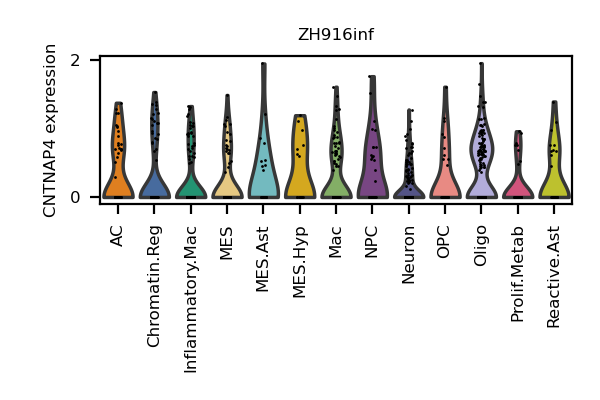 ZH916inf
CNTNAP4 expression
2
0
AC
Chromatin.Reg
Inflammatory.Mac
MES
MES.Ast
MES.Hyp
Mac
NPC
Neuron
OPC
Oligo
Prolif.Metab
Reactive.Ast